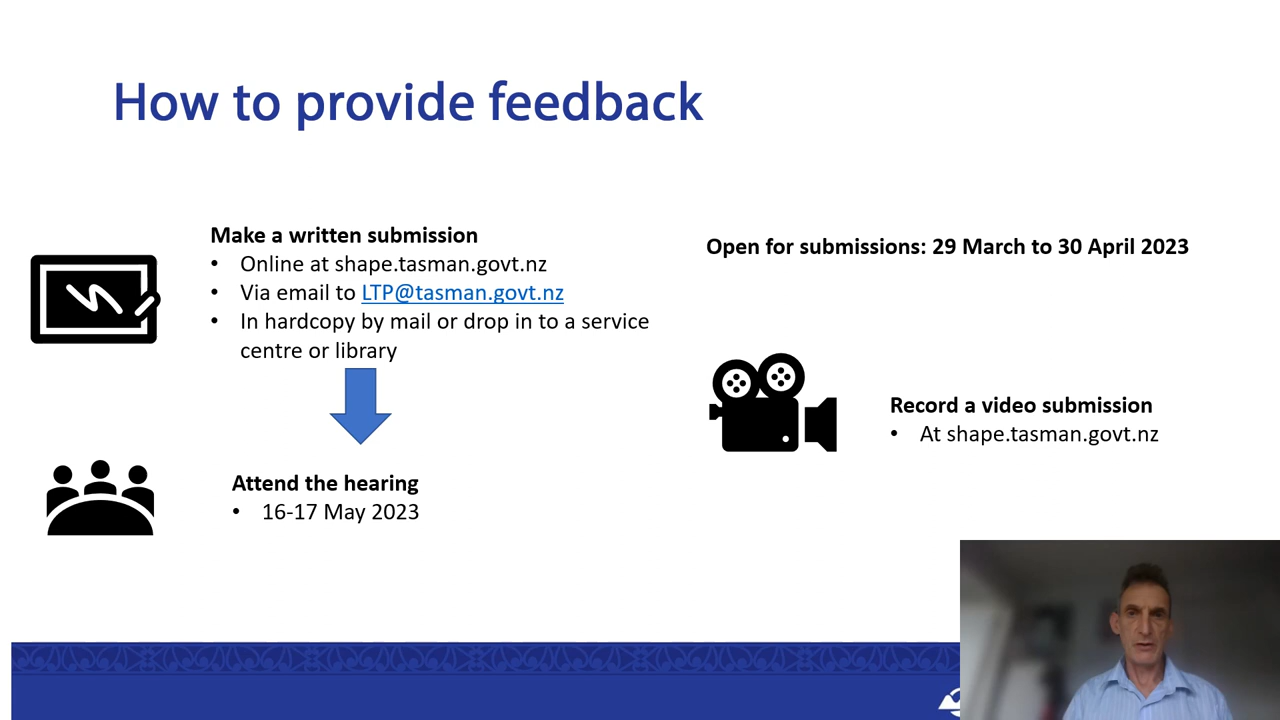 How to provide feedback
Make a written submission
• Online at shape.tasman.govt.nz
• Via email to LTP@tasman.govt.nz
• In hardcopy by mail or drop in to a service
centre or library
Attend the hearing
• 16-17 May 2023
Open for submissions: 29 March to 30 April 2023
Record a video submission
• At shape.tasman.govt.nz